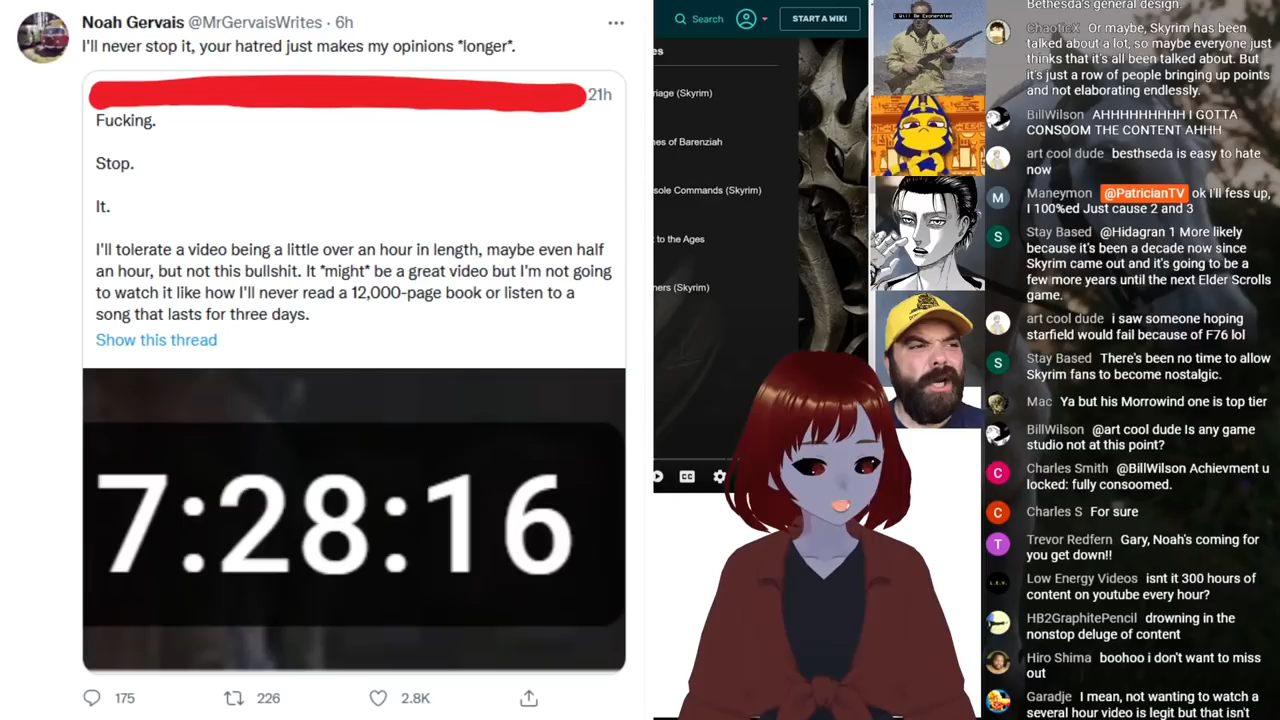 Noah Gervais @MrGervaisWrites · 6h
I'll never stop it, your hatred just makes my opinions *longer*.
21h
Fucking.
Stop.
It.
I'll tolerate a video being a little over an hour in length, maybe even half
an hour, but not this bullshit. It *might* be a great video but I'm not going
to watch it like how I'll never read a 12,000-page book or listen to a
song that lasts for three days.
Show this thread
7:28:16
175
226
2.8K
Search
START A WIKI
es
riage (Skyrim)
nes of Barenziah
sole Commands (Skyrim)
t to the Ages
ners (Skyrim)
CC
I Will Be Exonerated
Bethesda's general design.
ChaoticX Or maybe, Skyrim has been
talked about a lot, so maybe everyone just
thinks that it's all been talked about. But
it's just a row of people bringing up points
and not elaborating endlessly.
BillWilson AHHHHHHHHH I GOTTA
CONSOOM THE CONTENT AHHH
art cool dude besthseda is easy to hate
now
M
Maneymon @PatricianTV ok I'll fess up,
I 100%ed Just cause 2 and 3
S
Stay Based @Hidagran 1 More likely
because it's been a decade now since
Skyrim came out and it's going to be a
few more years until the next Elder Scrolls
game.
art cool dude i saw someone hoping
starfield would fail because of F76 lol
S
Stay Based There's been no time to allow
Skyrim fans to become nostalgic.
Mac Ya but his Morrowind one is top tier
BillWilson @art cool dude Is any game
studio not at this point?
C
Charles Smith @BillWilson Achievment u
locked: fully consoomed.
C
Charles S For sure
T
Trevor Redfern Gary, Noah's coming for
you get down!!
L.E.V.
Low Energy Videos isnt it 300 hours of
content on youtube every hour?
HB2GraphitePencil drowning in the
nonstop deluge of content
Hiro Shima boohoo i don't want to miss
out
Garadje I mean, not wanting to watch a
several hour video is legit but that isn't